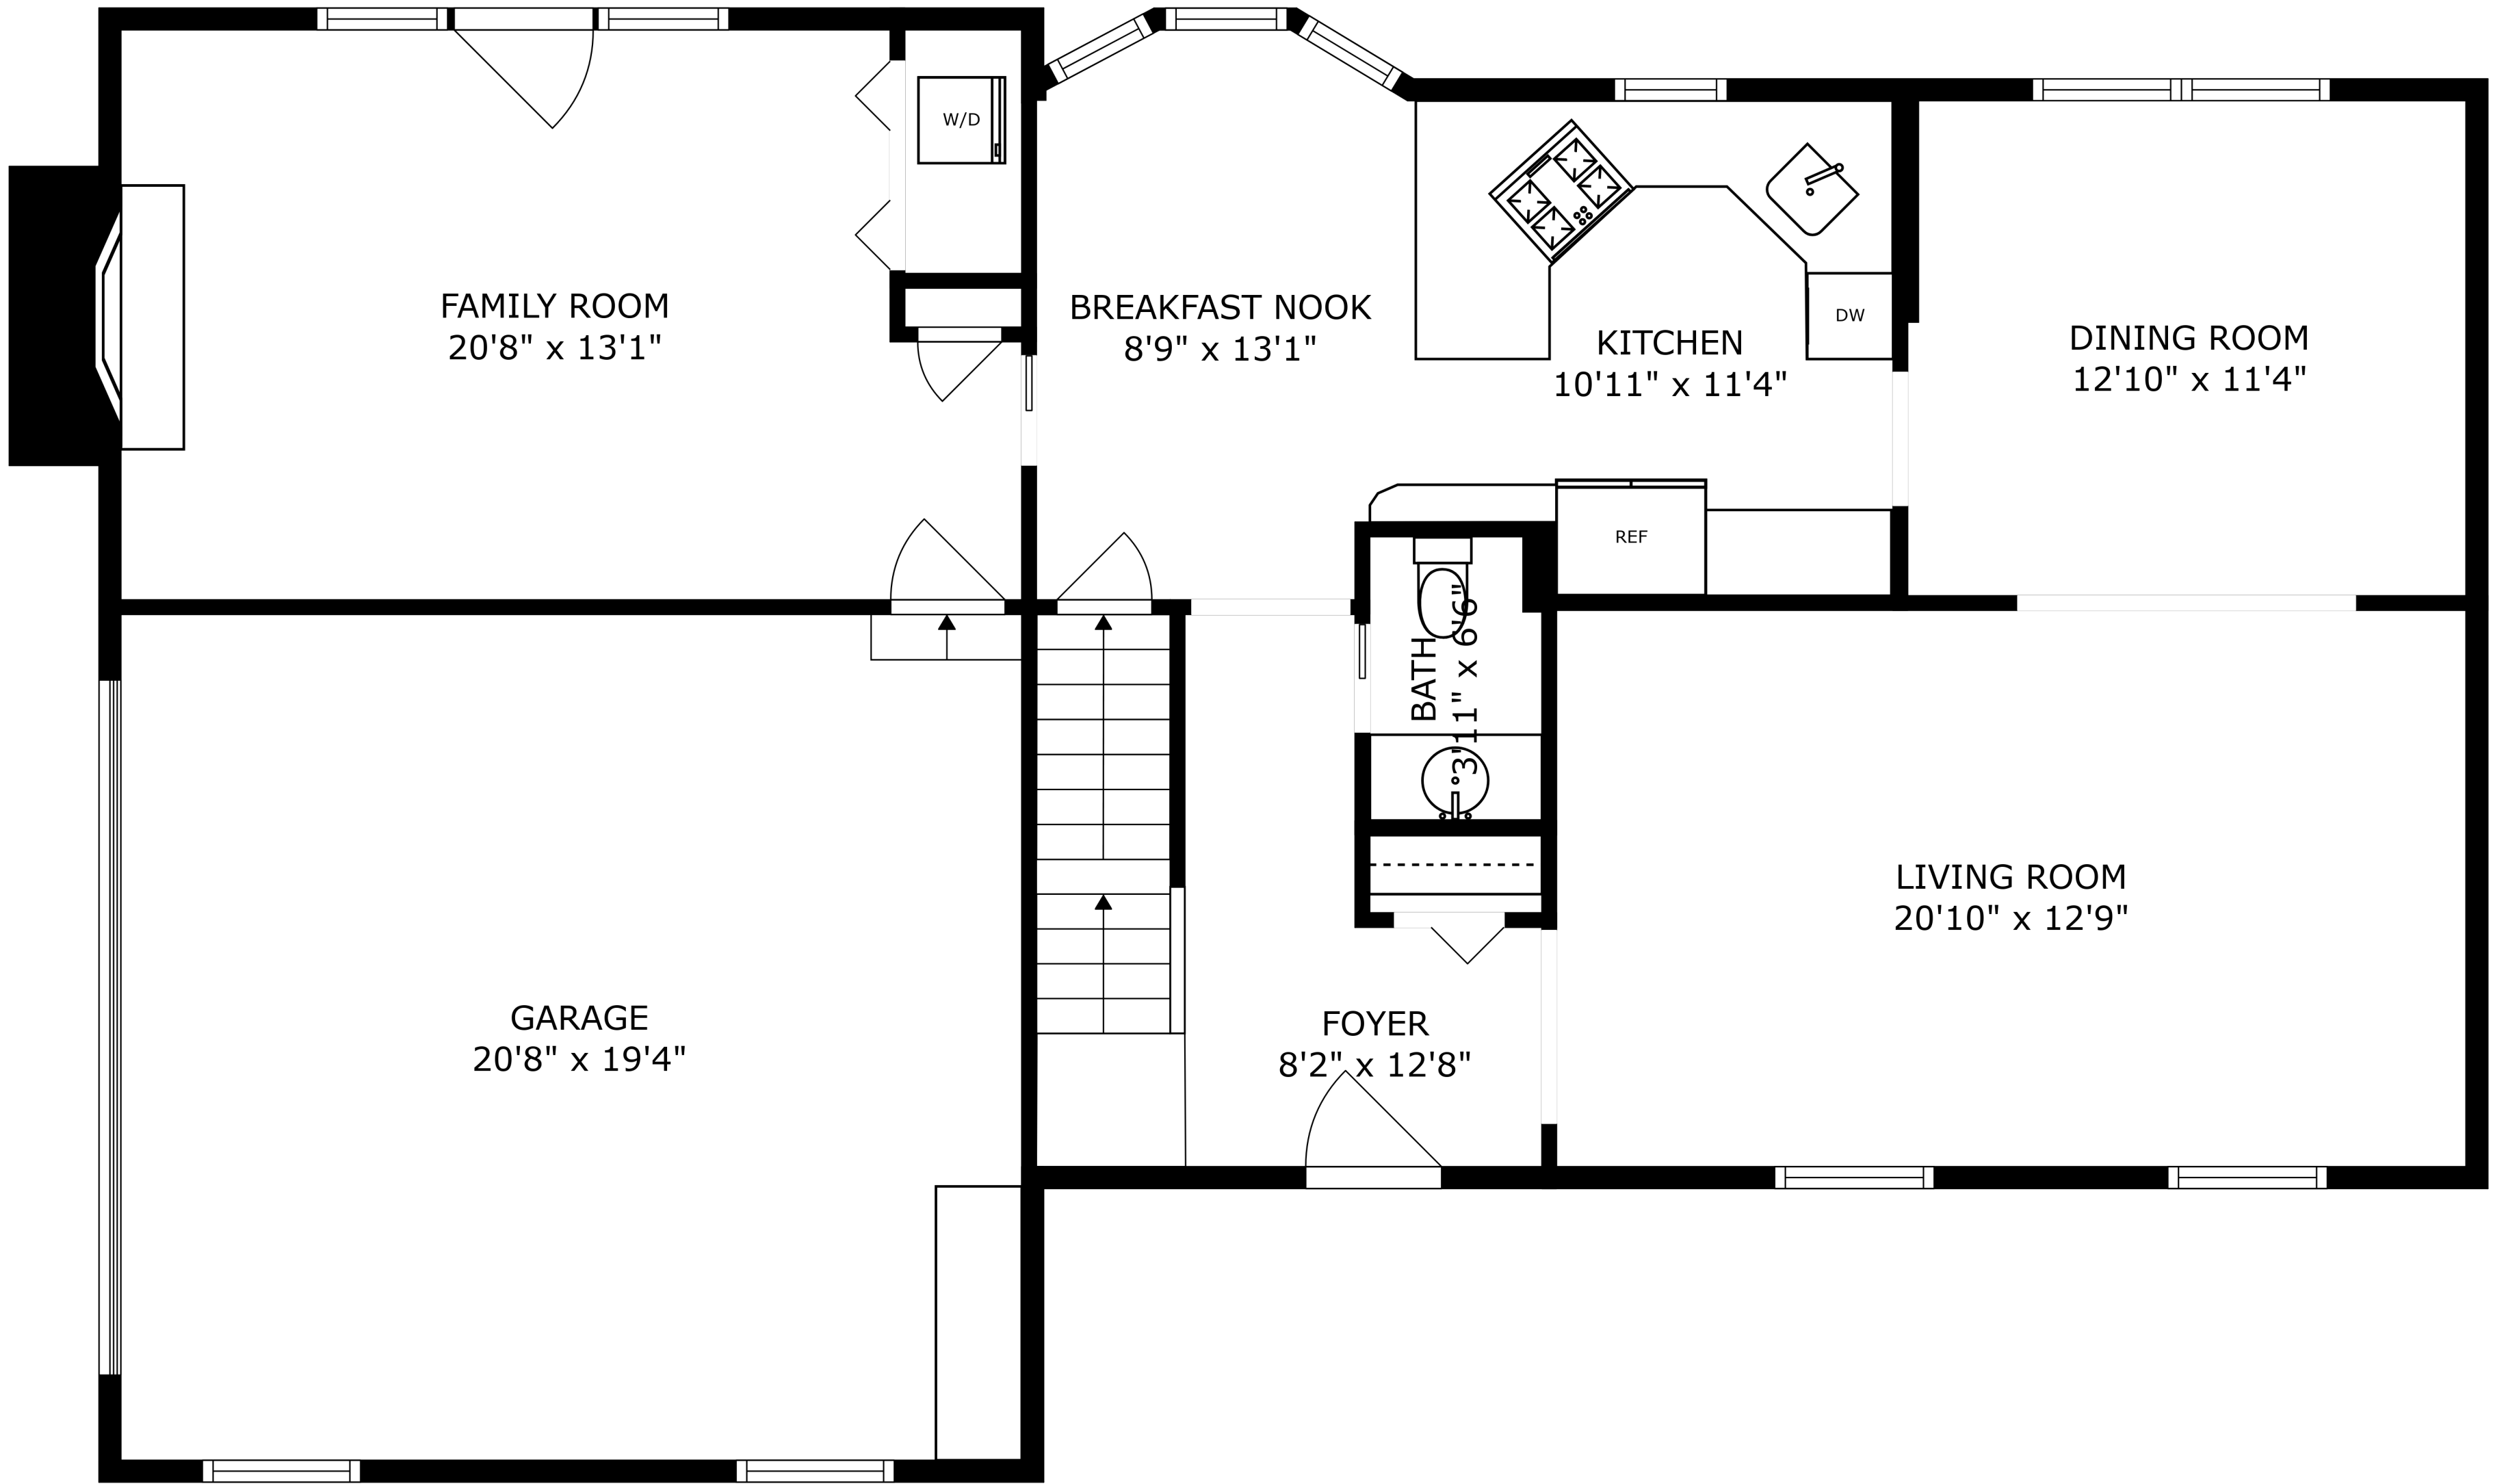 W/D
FAMILY ROOM
20'8" x 13'1"
BREAKFAST NOOK
8'9" x 13'1"
KITCHEN
10'11" x 11'4"
DW
DINING ROOM
12'10" x 11'4"
REF
BATH
3'11" x 6'6"
LIVING ROOM
20'10" x 12'9"
GARAGE
20'8" x 19'4"
FOYER
8'2" x 12'8"